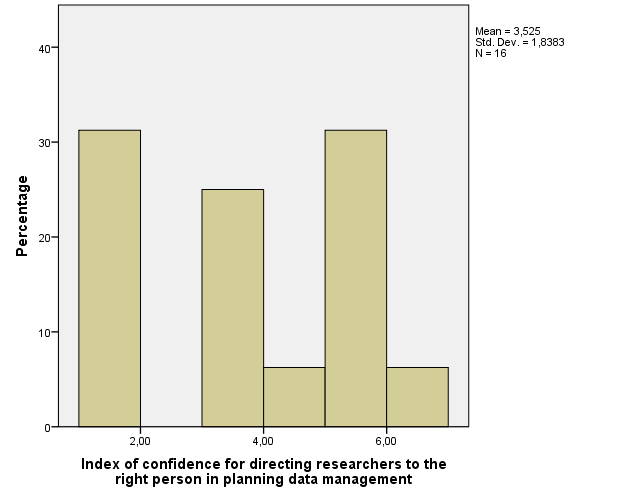 Mean = 3,525
Std. Dev. = 1,8383
N = 16
40
30
20
10
0
Percentage
2,00 4,00 6,00
Index of confidence for directing researchers to the
right person in planning data management